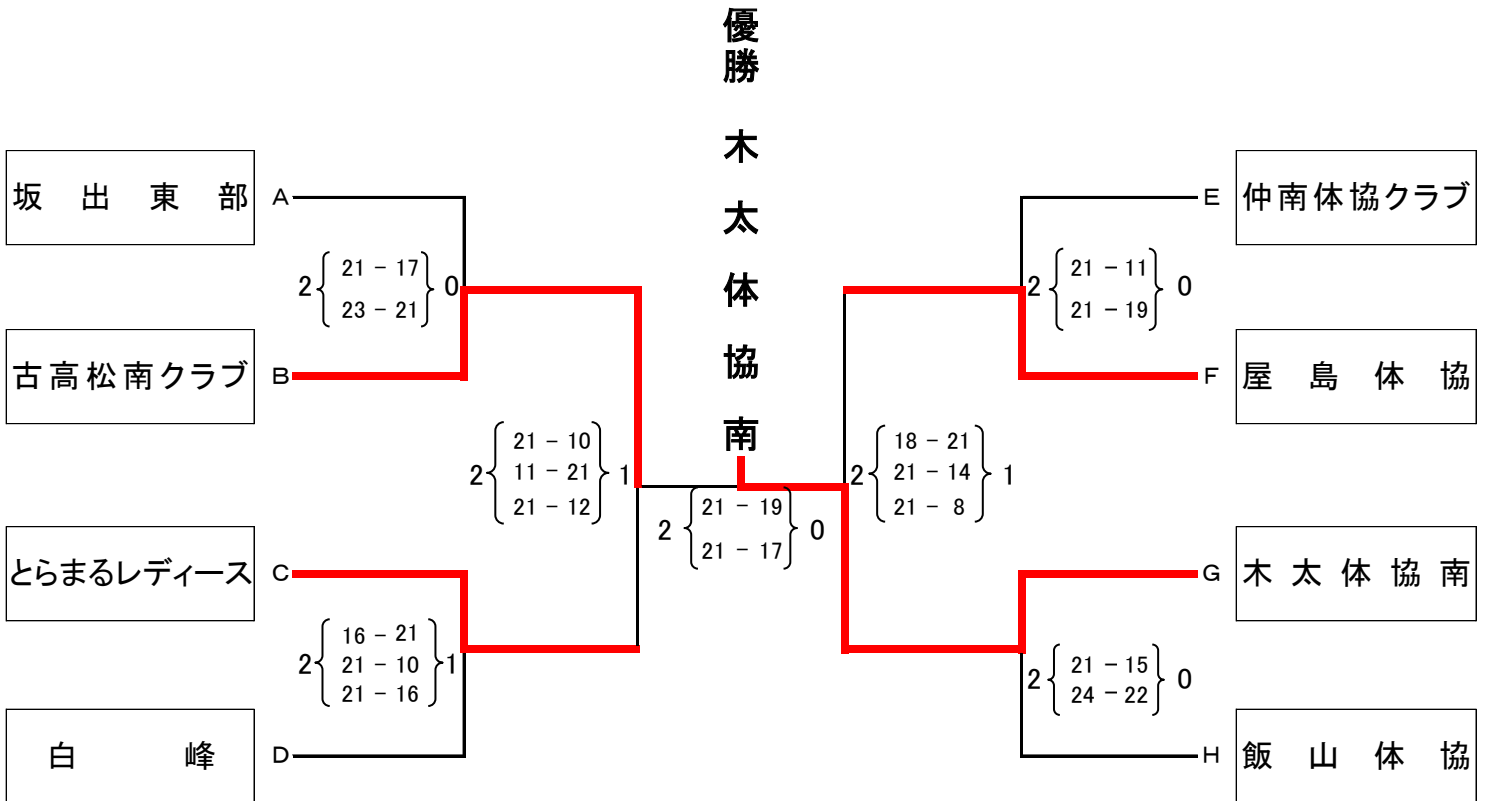 優勝 木太体協南
坂出東部 A
2 21 - 17 0
23 - 21
古高松南クラブ B
2 21 - 10 1
11 - 21
21 - 12
とらまるレディース C
2 16 - 21 1
21 - 10
21 - 16
白峰 D
2 21 - 19 0
21 - 17
E 仲南体協クラブ
2 21 - 11 0
21 - 19
F 屋島体協
2 18 - 21 1
21 - 14
21 - 8
G 木太体協南
2 21 - 15 0
24 - 22
H 飯山体協